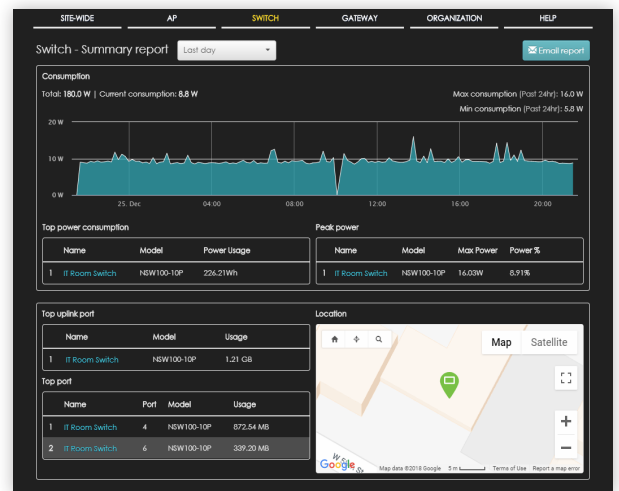 SITE-WIDE AP SWITCH GATEWAY ORGANIZATION HELP
Switch - Summary report Last day Email report
Consumption
Total: 180.0 W | Current consumption: 8.8 W Max consumption (Past 24hr): 16.0 W
Min consumption (Past 24hr): 5.8 W
20 W
10 W
0 W
25. Dec 04:00 08:00 12:00 16:00 20:00
Top power consumption Peak power
Name Model Power Usage Name Model Max Power Power %
1 IT Room Switch NSW100-10P 226.21Wh 1 IT Room Switch NSW100-10P 16.03W 8.91%
Top uplink port
Name Model Usage
1 IT Room Switch NSW100-10P 1.21 GB
Top port
Name Port Model Usage
1 IT Room Switch 4 NSW100-10P 872.54 MB
2 IT Room Switch 6 NSW100-10P 339.20 MB
Location
Map Satellite
Google Map data ©2018 Google 5 m Terms of Use Report a map error